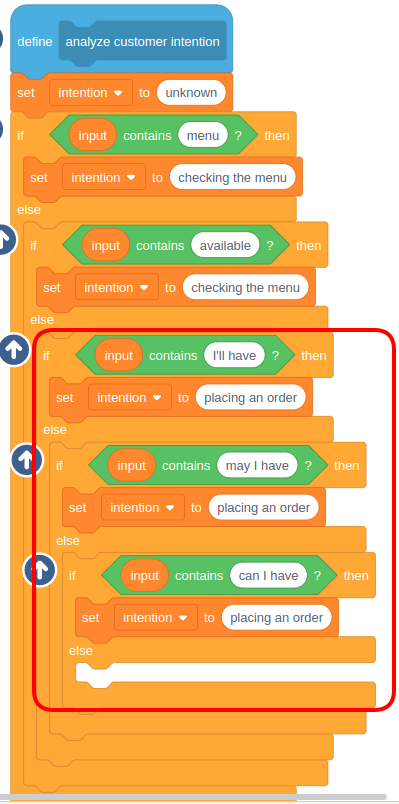 define analyze customer intention
set intention to unknown
if input contains menu ? then
set intention to checking the menu
else
if input contains available ? then
set intention to checking the menu
else
if input contains I'll have ? then
set intention to placing an order
else
if input contains may I have ? then
set intention to placing an order
else
if input contains can I have ? then
set intention to placing an order
else